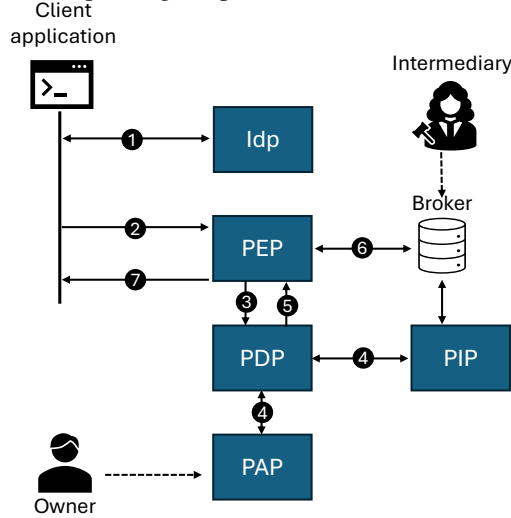 Client
application
Intermediary
1
Idp
Broker
2
PEP
6
7
3
5
PDP
4
PIP
4
PAP
Owner